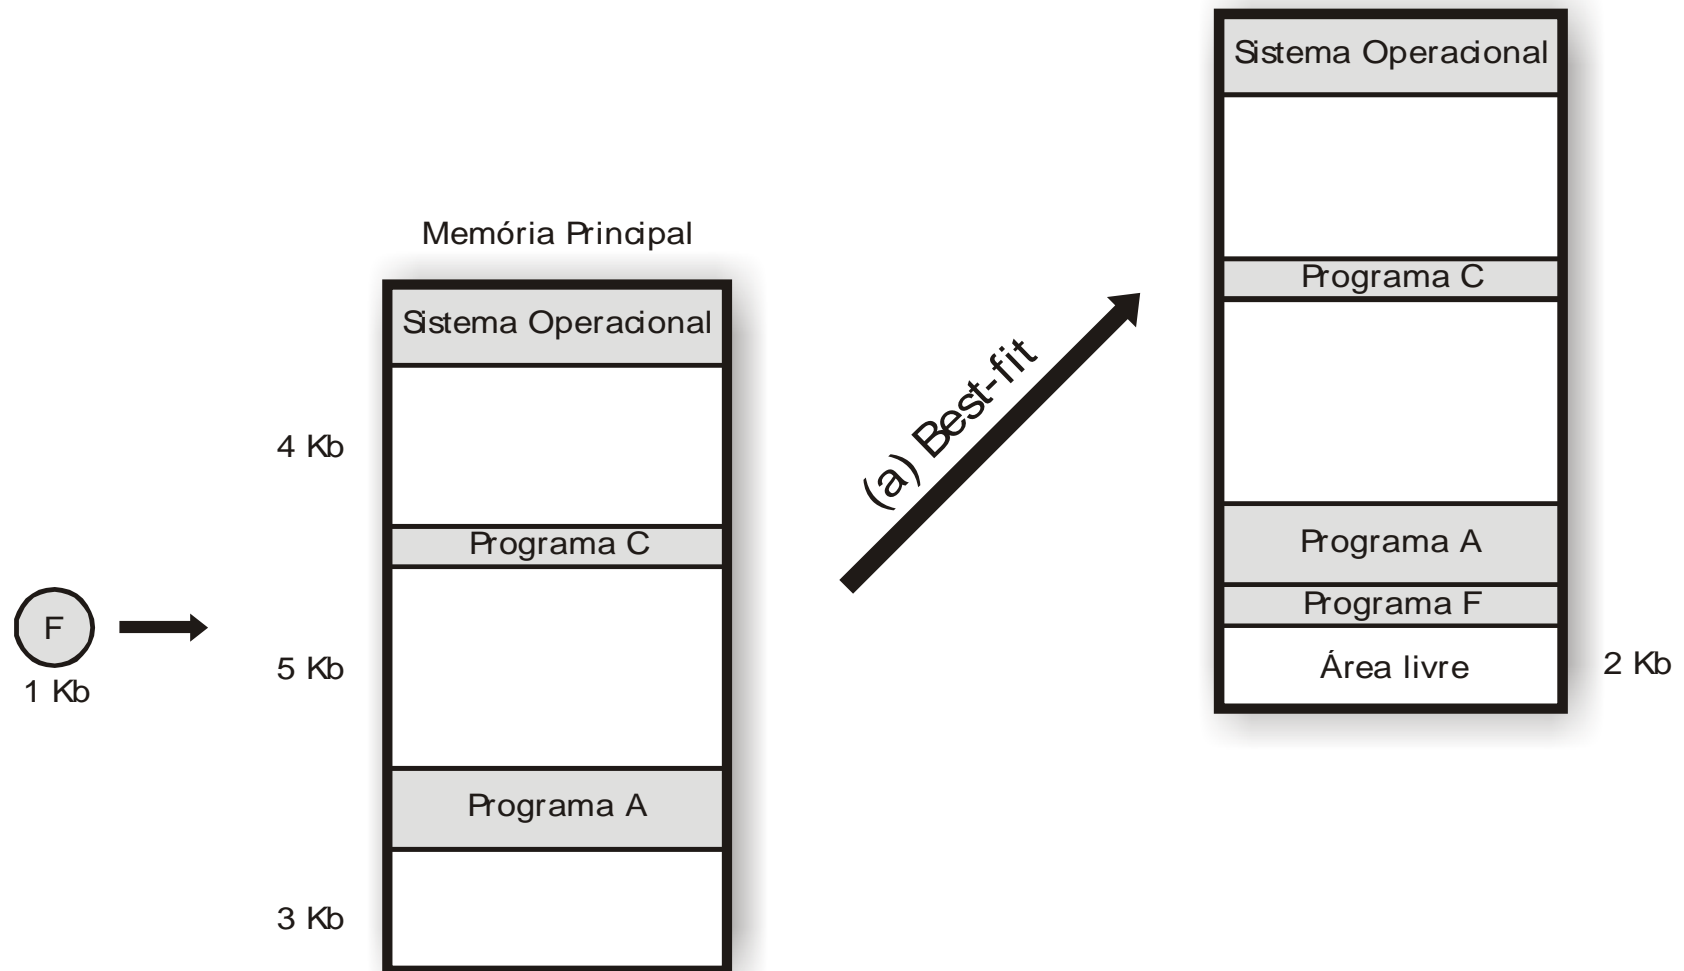 Memória Principal
Sistema Operacional
4 Kb
Programa C
F
1 Kb
5 Kb
Programa A
3 Kb
(a) Best-fit
Sistema Operacional
Programa C
Programa A
Programa F
Área livre
2 Kb